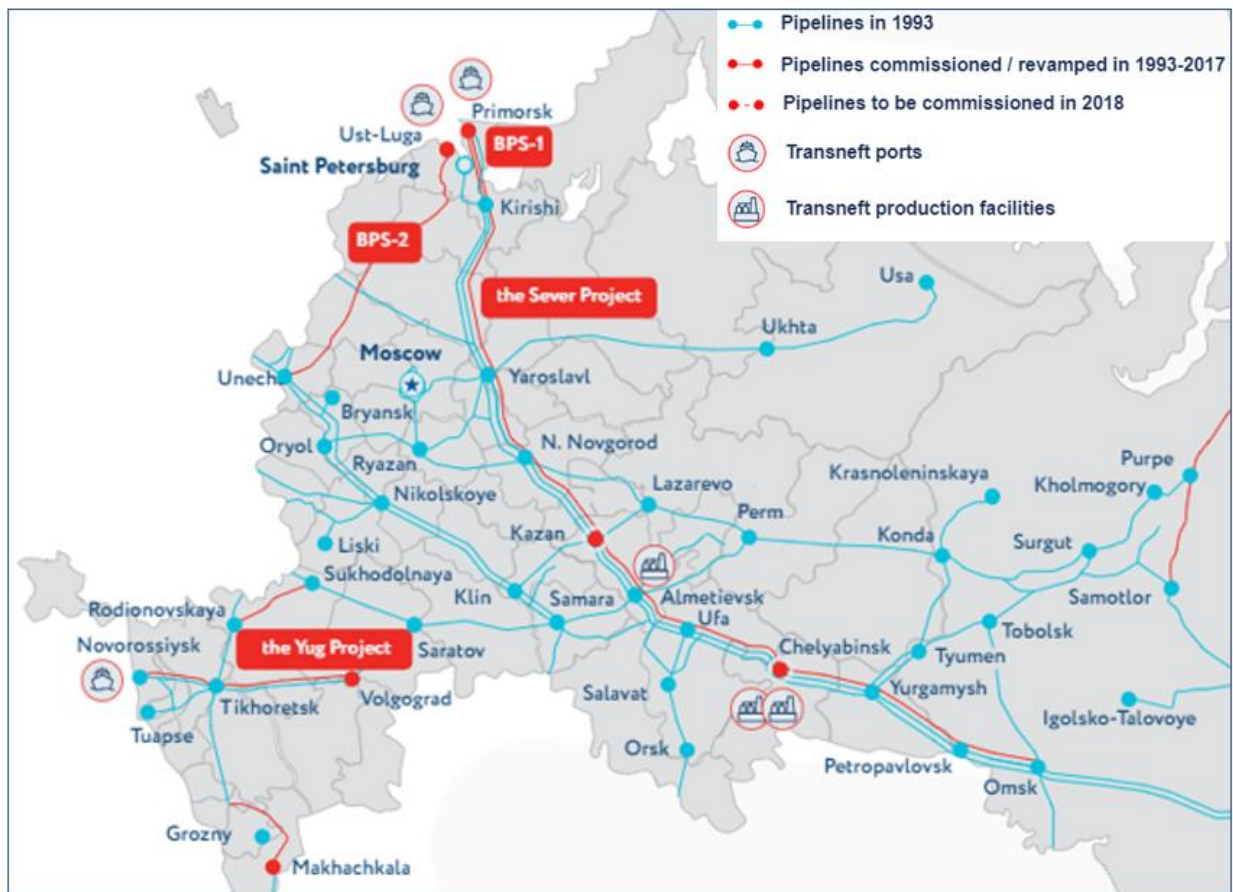 Pipelines in 1993
Pipelines commissioned / revamped in 1993-2017
Pipelines to be commissioned in 2018
Transneft ports
Transneft production facilities
Primorsk
Ust-Luga
BPS-1
Saint Petersburg
Kirishi
BPS-2
Usa
the Sever Project
Ukhta
Moscow
Unech
Yaroslavl
Bryansk
Oryol
N. Novgorod
Ryazan
Krasnoleninskaya
Purpe
Lazarevo
Kholmogory
Nikolskoye
Perm
Kazan
Konda
Surgut
Liski
Sukhodolnaya
Klin
Samara
Almetievsk
Samotlor
Rodionovskaya
Ufa
Tobolsk
Novorossiysk
the Yug Project
Saratov
Chelyabinsk
Tyumen
Volgograd
Salavat
Yurgamysh
Tikhoretsk
Igolsko-Talovoye
Tuapse
Orsk
Petropavlovsk
Omsk
Grozny
Makhachkala